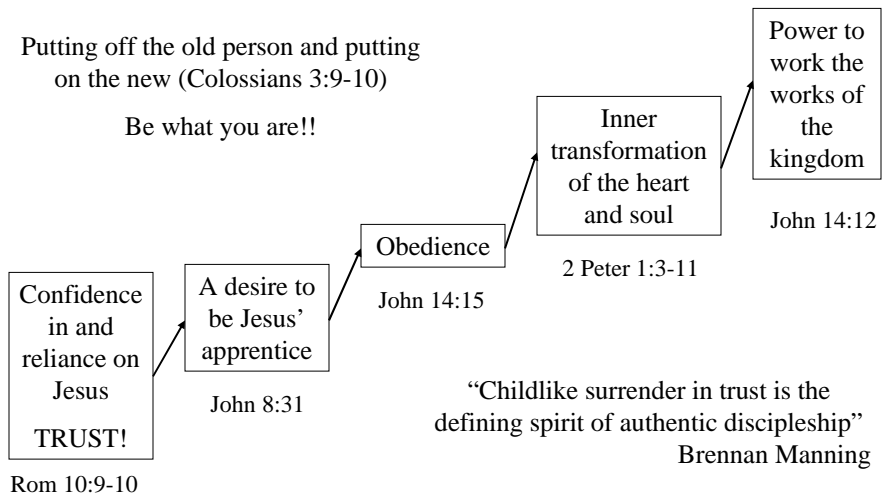 Putting off the old person and putting
on the new (Colossians 3:9-10)
Be what you are!!
Confidence
in and
reliance on
Jesus
TRUST!
Rom 10:9-10
A desire to
be Jesus’
apprentice
John 8:31
Obedience
John 14:15
Inner
transformation
of the heart
and soul
2 Peter 1:3-11
Power to
work the
works of
the
kingdom
John 14:12
“Childlike surrender in trust is the
defining spirit of authentic discipleship”
Brennan Manning